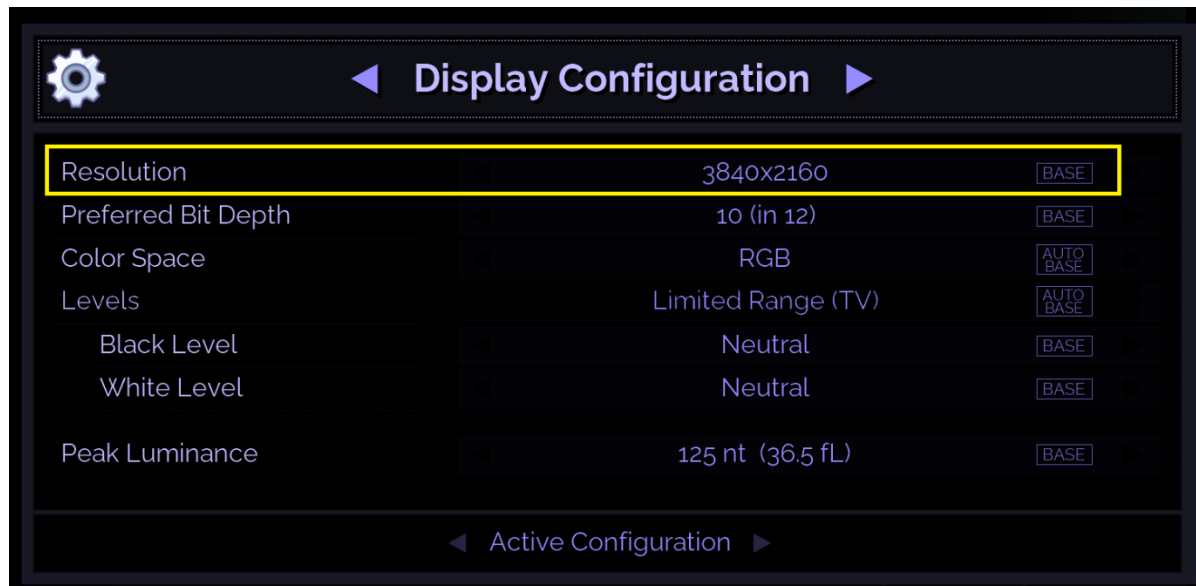 Display Configuration
Resolution 3840x2160 BASE
Preferred Bit Depth 10 (in 12) BASE
Color Space RGB AUTO BASE
Levels Limited Range (TV) AUTO BASE
Black Level Neutral BASE
White Level Neutral BASE
Peak Luminance 125 nt (36.5 fL) BASE
Active Configuration